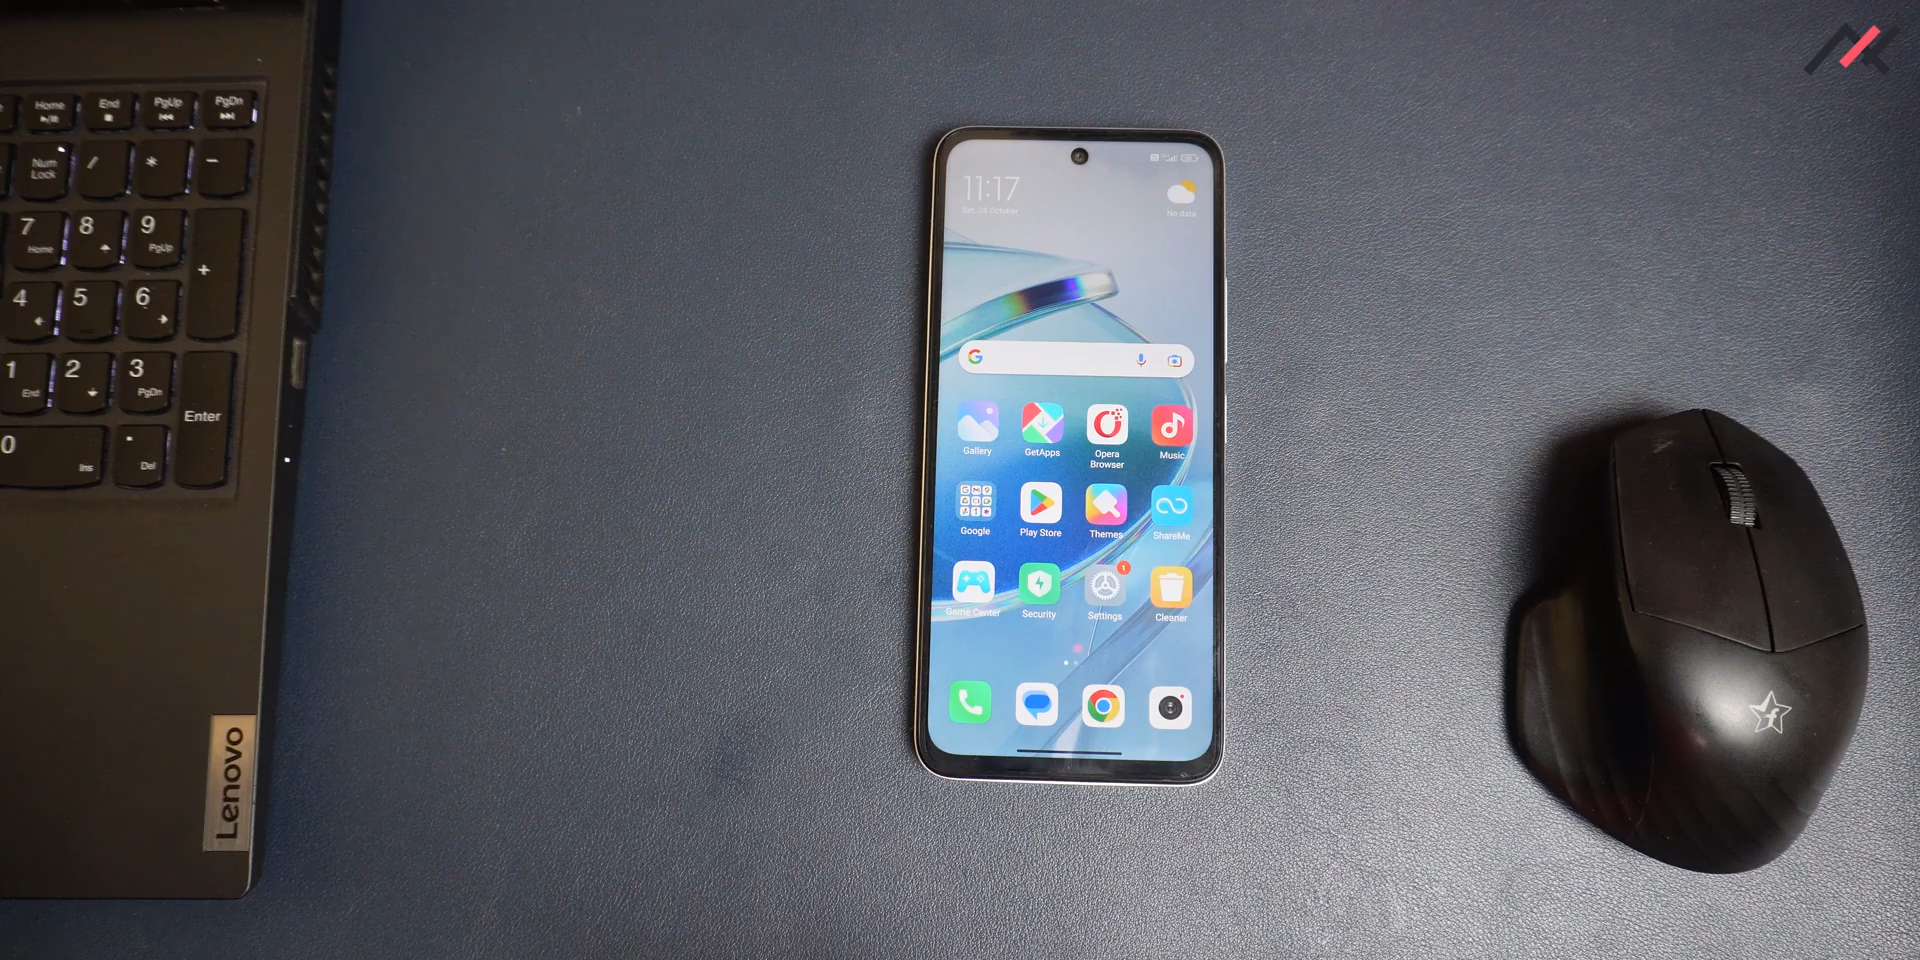 Home
End
PgUp
PgDn
Num
Lock
/
*
-
7
Home
8
9
PgUp
+
4
5
6
1
End
2
3
PgDn
Enter
0
Ins
.
Del
Lenovo
11:17
No data
Gallery
GetApps
Opera
Browser
Music
Google
Play Store
Themes
ShareMe
Game Center
Security
Settings
1
Cleaner